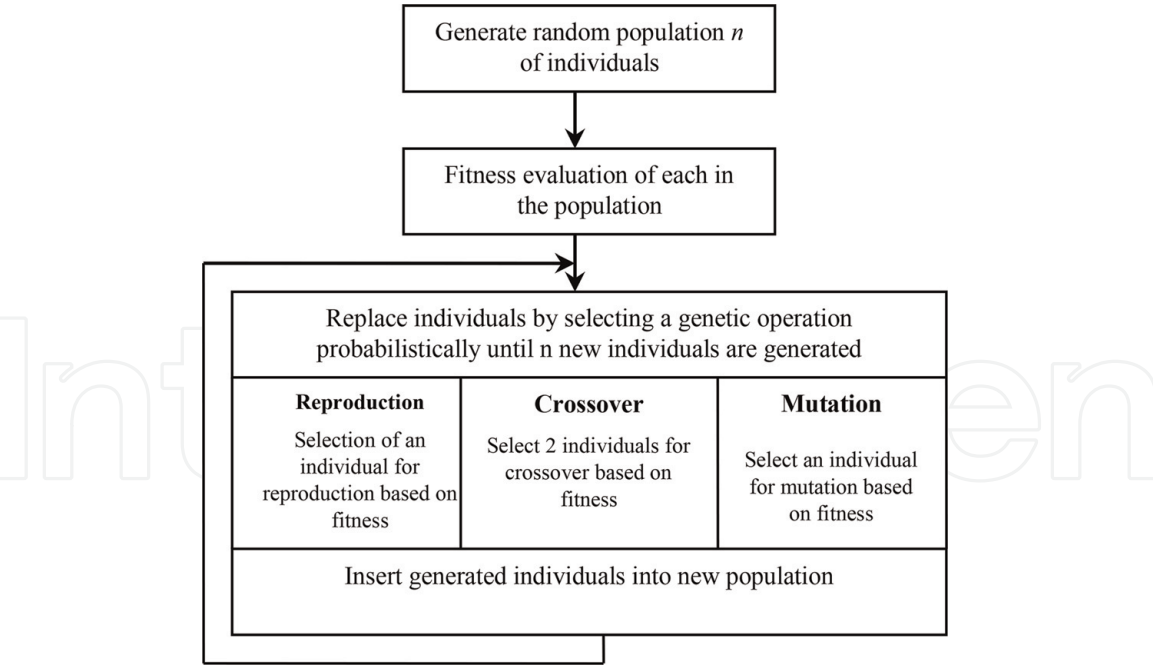 Generate random population n
of individuals
Fitness evaluation of each in
the population
Replace individuals by selecting a genetic operation
probabilistically until n new individuals are generated
Reproduction
Selection of an
individual for
reproduction based on
fitness
Crossover
Select 2 individuals for
crossover based on
fitness
Mutation
Select an individual
for mutation based
on fitness
Insert generated individuals into new population